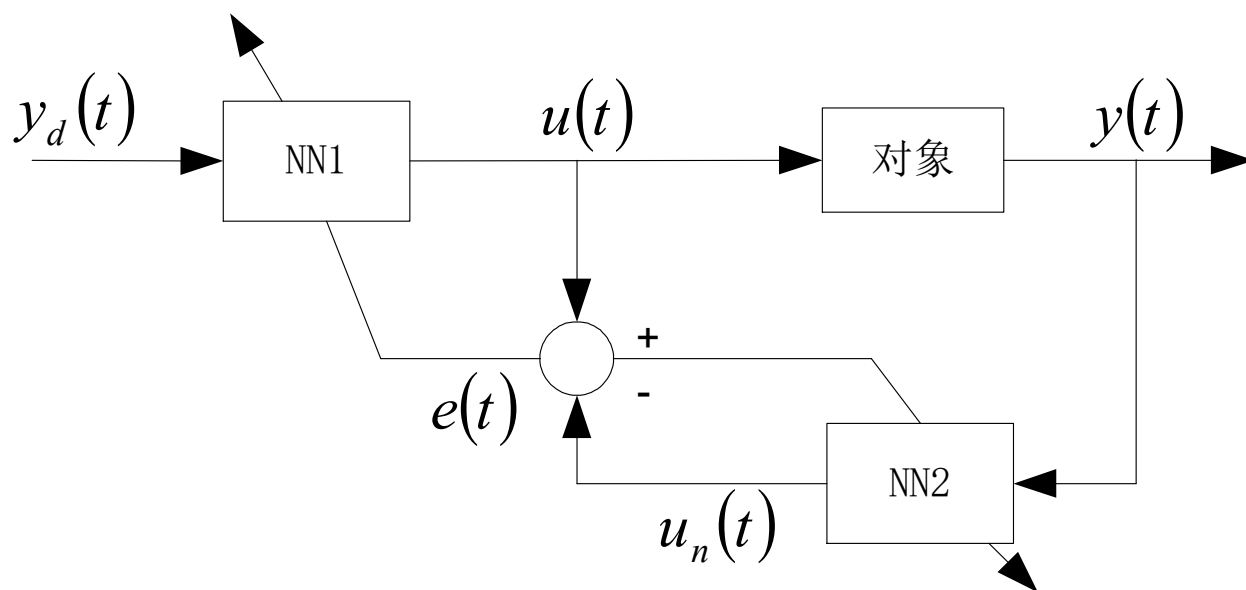 y_d(t)
NN1
u(t)
对象
y(t)
+
-
e(t)
NN2
u_n(t)